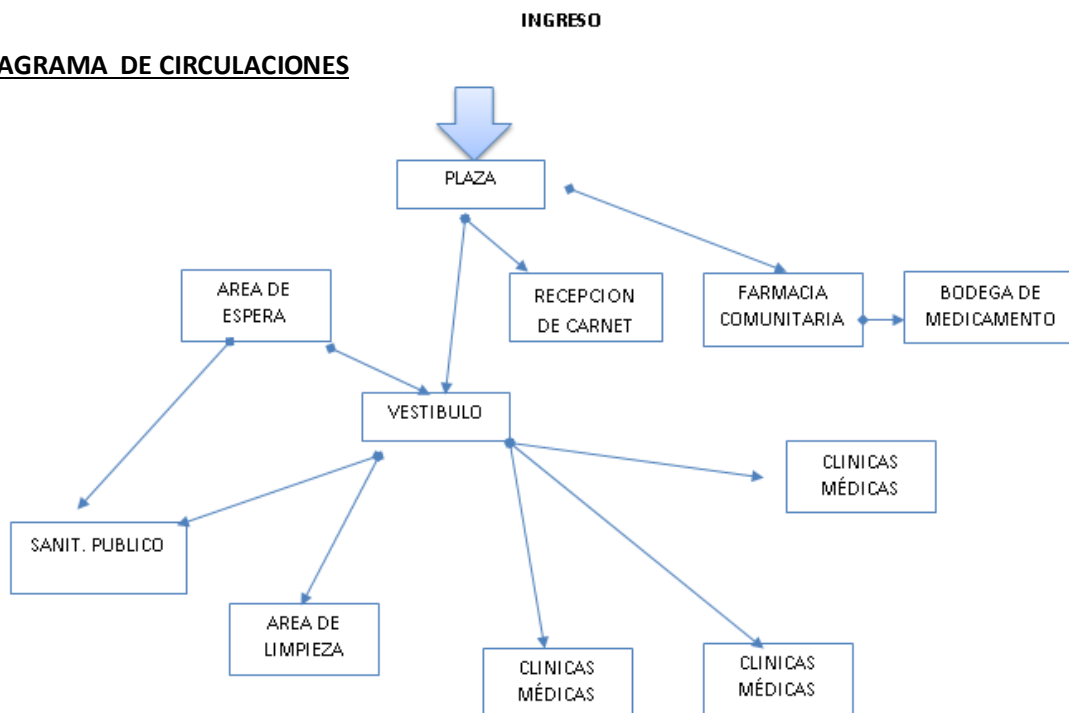 INGRESO
AGRAMA DE CIRCULACIONES
PLAZA
AREA DE
ESPERA
RECEPCION
DE CARNET
FARMACIA
COMUNITARIA
BODEGA DE
MEDICAMENTO
VESTIBULO
CLINICAS
MÉDICAS
SANIT. PUBLICO
AREA DE
LIMPIEZA
CLINICAS
MÉDICAS
CLINICAS
MÉDICAS